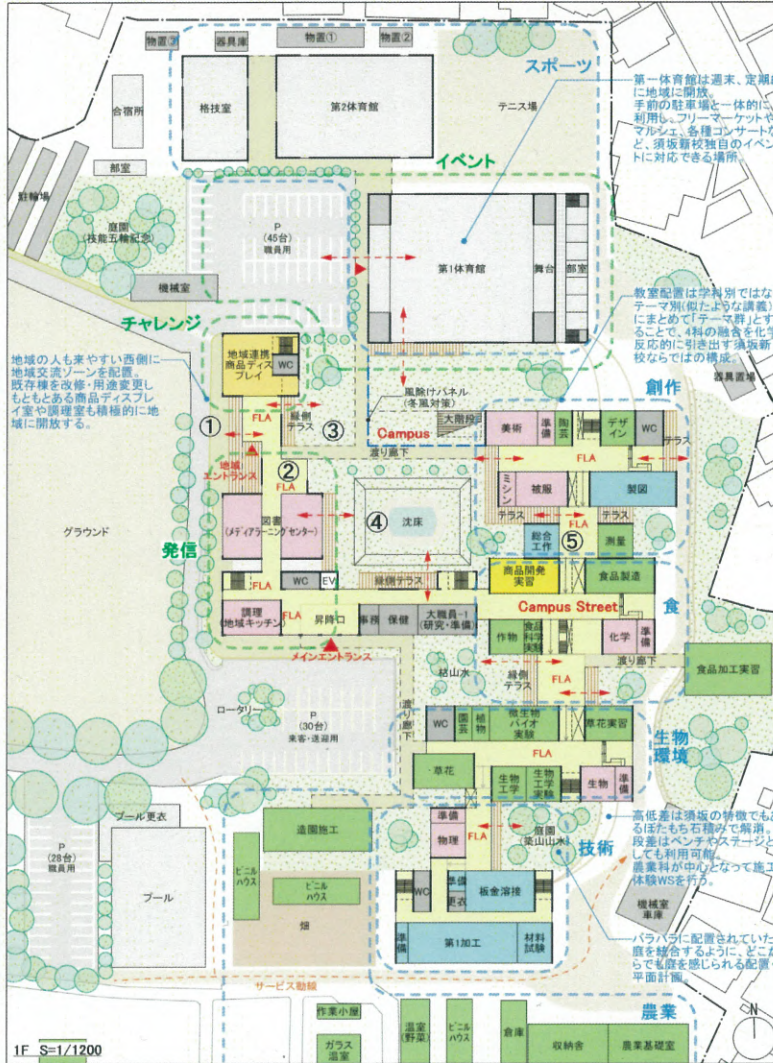 物置③
器具庫
物置①
物置②
スポーツ
合宿所
格技室
第2体育館
テニス場
第一体育館は週末、定期
に地域に開放。
手前の駐車場と一体的に
利用し、フリーマーケットや
マルシェ、各種コンサートな
ど、須坂新校独自のイベン
トに対応できる場所。
部室
イベント
駐輪場
庭園
(技能五輪記念)
P
(45台)
職員用
第1体育館
舞台
部室
機械室
チャレンジ
教室配置は学科別ではな
テーマ別(似たような講義)
にまとめて「テーマ群」とす
ることで、4科の融合を化学
反応的に引き出す須坂新
校ならではの構成。
地域の人も来やすい西側に
地域交流ゾーンを配置。
既存棟を改修・用途変更し
もともとある商品ディスプレ
イ室や調理室も積極的に地
域に開放する。
地域連携
商品ディス
プレイ
WC
風除けパネル
(冬風対策)
創作
器具置場
①
FLA
縁側
テラス
③
Campus
大階段
美術
準備
陶芸
デザ
イン
WC
テラス
渡り廊下
FLA
地域
エントランス
②
FLA
ミシン
被服
製図
グラウンド
図書
(メディアラーニングセンター)
④
沈床
テラス
FLA
テラス
総合
工作
⑤
測量
発信
FLA
WC
EV
縁側テラス
商品開発
実習
食品製造
調理
(地域キッチン)
FLA
昇降口
事務
保健
大職員-1
(研究・準備)
Campus Street
食
メインエントランス
作物
食品
科学
実験
FLA
化学
準備
枯山水
縁側
テラス
FLA
渡り廊下
食品加工実習
ロータリー
P
(30台)
来客・送迎用
渡り廊下
WC
園芸
植物
微生物
バイオ
実験
草花実習
生物
環境
FLA
草花
生物
工学
生物
工学
実験
生物
準備
プール更衣
造園施工
準備
物理
FLA
庭園
(築山山水)
技術
高低差は須坂の特徴でもあ
るぼたもち石積みで解消。
段差はベンチやステージと
しても利用可能。
農業科が中心となって施工
体験WSを行う。
P
(28台)
職員用
プール
ビニル
ハウス
ビニル
ハウス
WC
準備
更衣
板金溶接
機械室
車庫
畑
準備
第1加工
材料
試験
バラバラに配置されていた
庭を統合するように、どこか
らでも庭を感じられる配置・
平面計画。
サービス動線
農業
N
作業小屋
ガラス
温室
温室
(野菜)
ビニル
ハウス
倉庫
収納舎
農業基礎室
1F S=1/1200